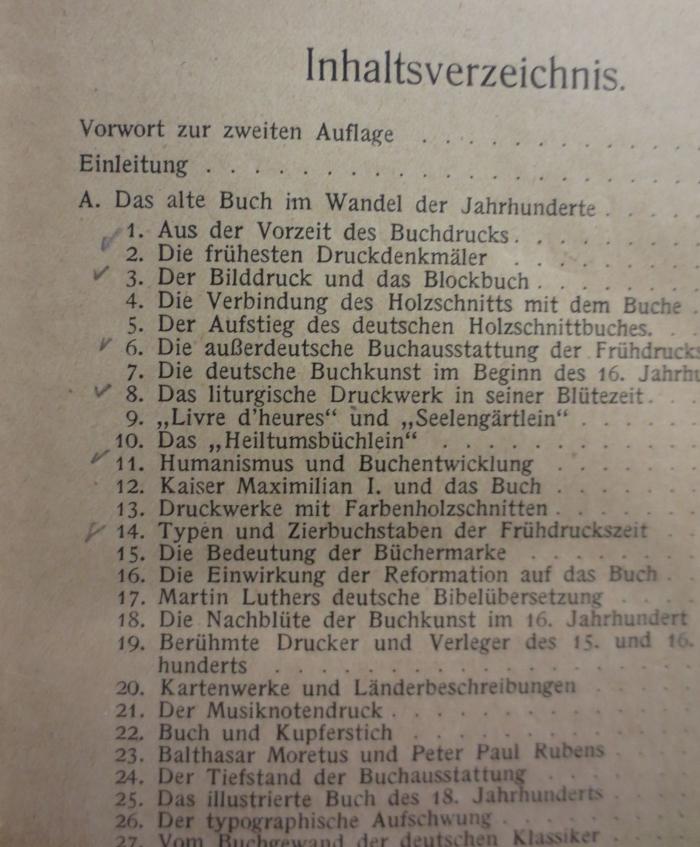 Inhaltsverzeichnis.
Vorwort zur zweiten Auflage . . . . . . . . .
Einleitung . . . . . . . . . . . . . . . . .
A. Das alte Buch im Wandel der Jahrhunderte . . . .
1. Aus der Vorzeit des Buchdrucks . . . . . . . .
2. Die frühesten Druckdenkmäler . . . . . . . .
3. Der Bilddruck und das Blockbuch . . . . . . .
4. Die Verbindung des Holzschnitts mit dem Buche .
5. Der Aufstieg des deutschen Holzschnittbuches. . .
6. Die außerdeutsche Buchausstattung der Frühdrucks
7. Die deutsche Buchkunst im Beginn des 16. Jahrhu
8. Das liturgische Druckwerk in seiner Blütezeit . . .
9. „Livre d'heures“ und „Seelengärtlein“ . . . . . .
10. Das „Heiltumsbüchlein“ . . . . . . . . . . .
11. Humanismus und Buchentwicklung . . . . . .
12. Kaiser Maximilian I. und das Buch . . . . . .
13. Druckwerke mit Farbenholzschnitten . . . . . .
14. Typen und Zierbuchstaben der Frühdruckszeit . .
15. Die Bedeutung der Büchermarke . . . . . . .
16. Die Einwirkung der Reformation auf das Buch . .
17. Martin Luthers deutsche Bibelübersetzung . . . .
18. Die Nachblüte der Buchkunst im 16. Jahrhundert
19. Berühmte Drucker und Verleger des 15. und 16.
hunderts . . . . . . . . . . . . . . . .
20. Kartenwerke und Länderbeschreibungen . . . . .
21. Der Musiknotendruck . . . . . . . . . . . .
22. Buch und Kupferstich . . . . . . . . . . .
23. Balthasar Moretus und Peter Paul Rubens . . . .
24. Der Tiefstand der Buchausstattung . . . . . .
25. Das illustrierte Buch des 18. Jahrhunderts . . . .
26. Der typographische Aufschwung . . . . . . . .
27. Vom Buchgewand der deutschen Klassiker . . . .